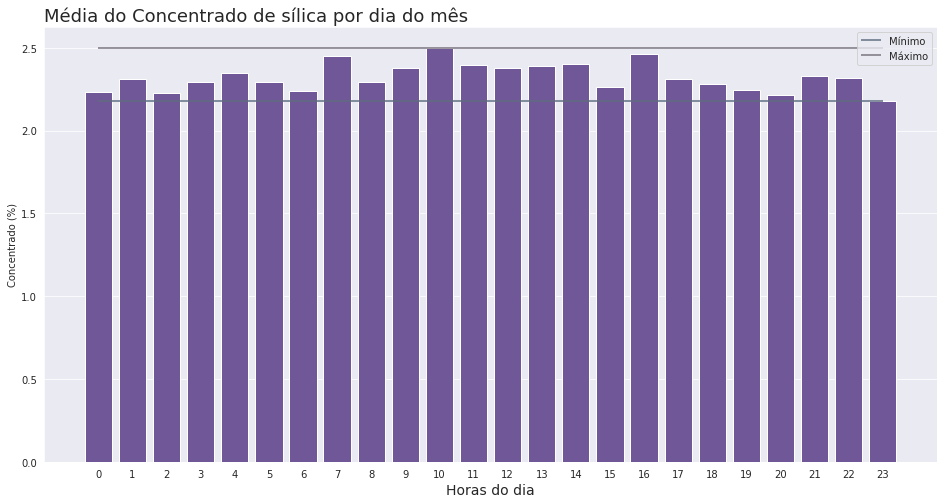 Média do Concentrado de sílica por dia do mês
Mínimo
Máximo
Concentrado (%)
2.5
2.0
1.5
1.0
0.5
0.0
0 1 2 3 4 5 6 7 8 9 10 11 12 13 14 15 16 17 18 19 20 21 22 23
Horas do dia